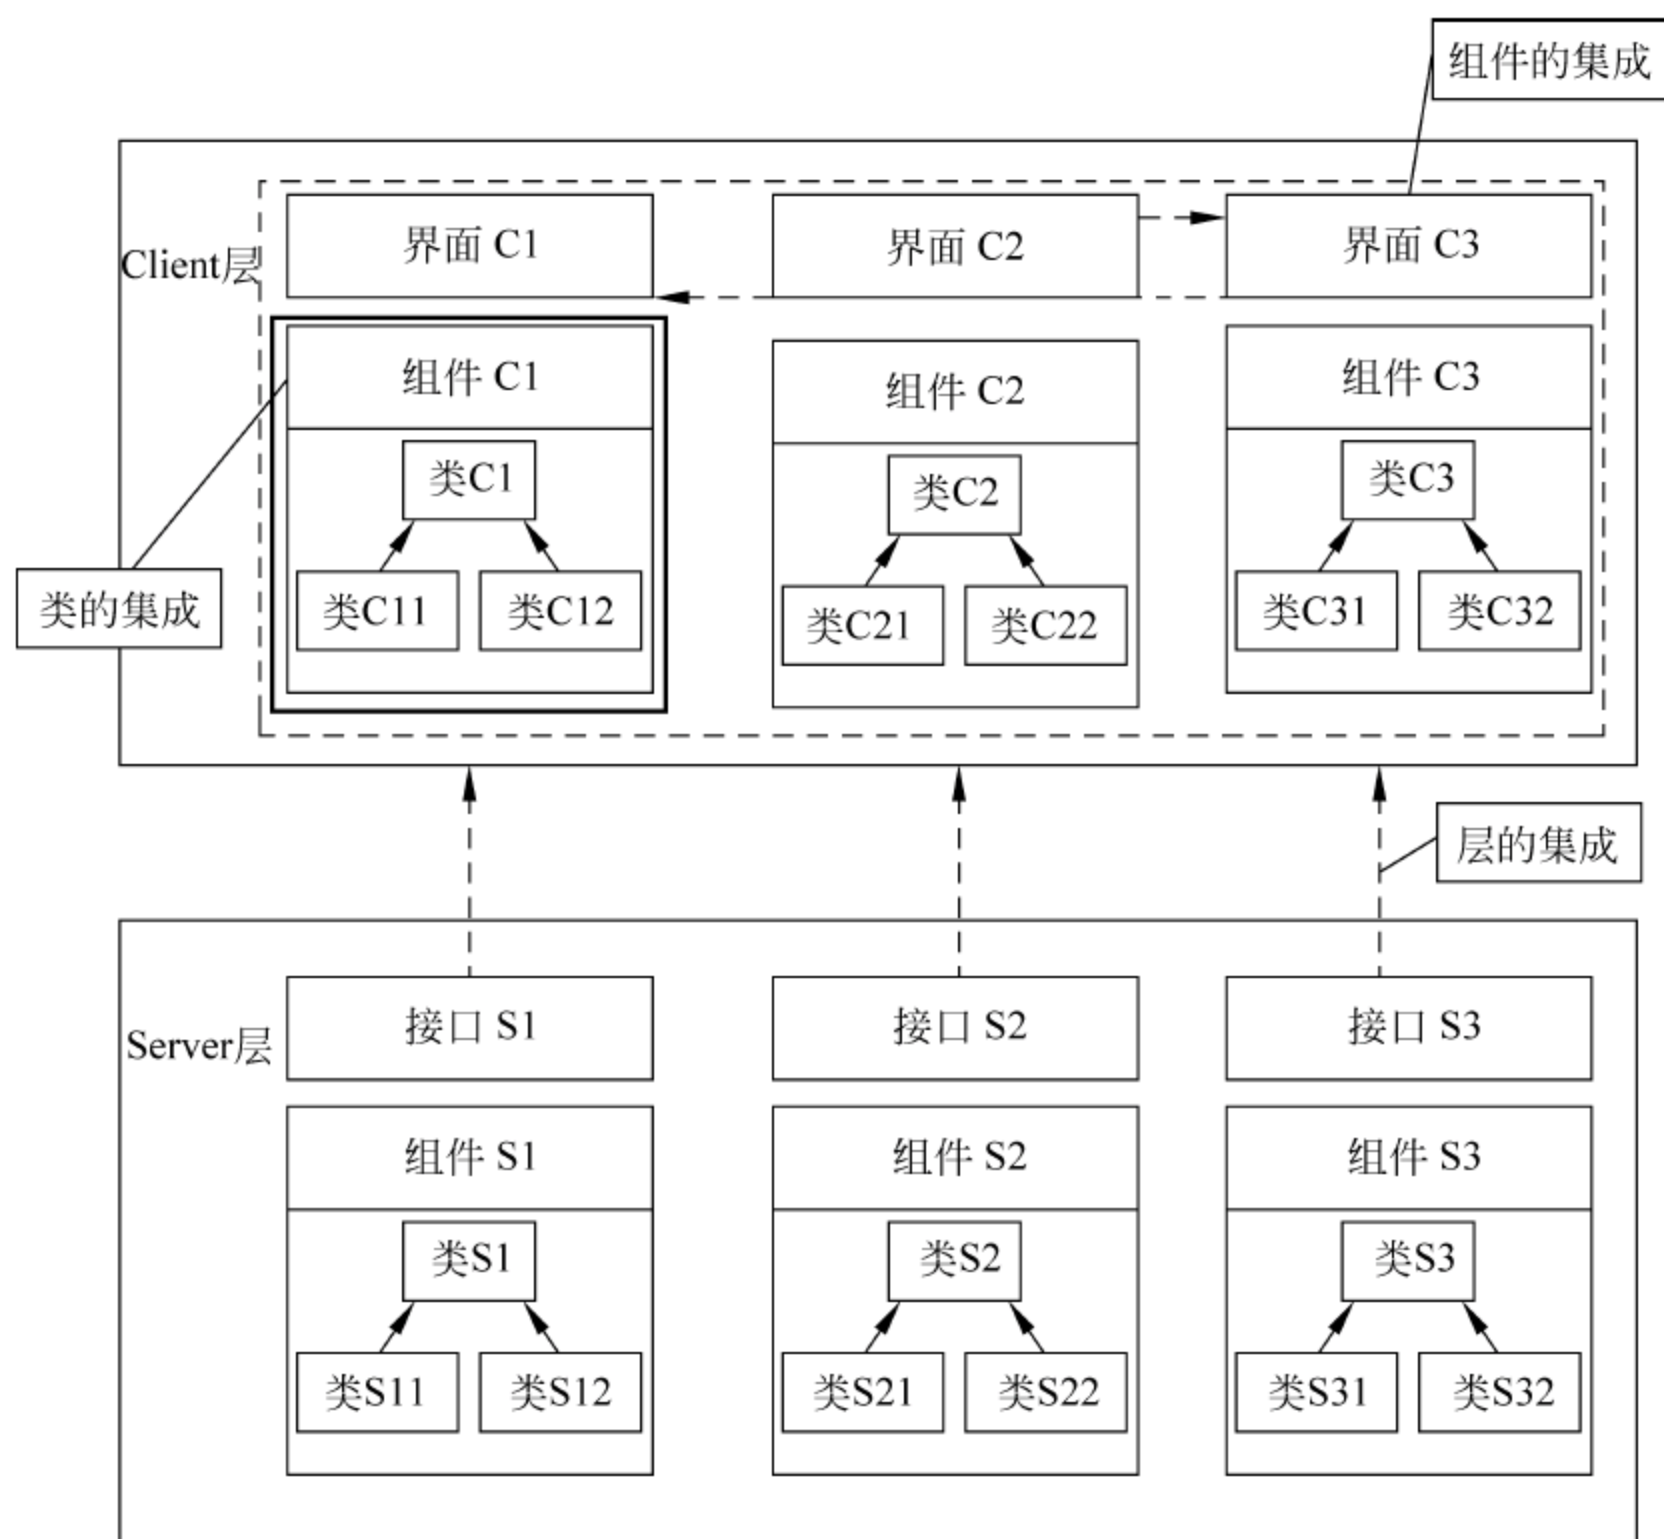 组件的集成
Client层
界面 C1
界面 C2
界面 C3
组件 C1
组件 C2
组件 C3
类C1
类C2
类C3
类的集成
类C11
类C12
类C21
类C22
类C31
类C32
层的集成
Server层
接口 S1
接口 S2
接口 S3
组件 S1
组件 S2
组件 S3
类S1
类S2
类S3
类S11
类S12
类S21
类S22
类S31
类S32